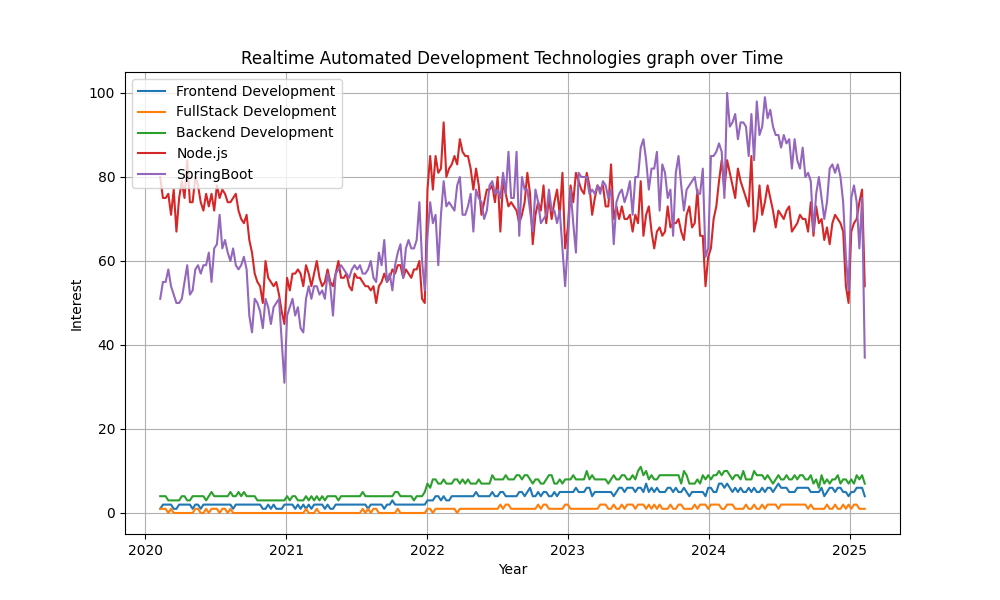 Realtime Automated Development Technologies graph over Time
Frontend Development
FullStack Development
Backend Development
Node.js
SpringBoot
100
80
60
40
20
0
Interest
2020 2021 2022 2023 2024 2025
Year